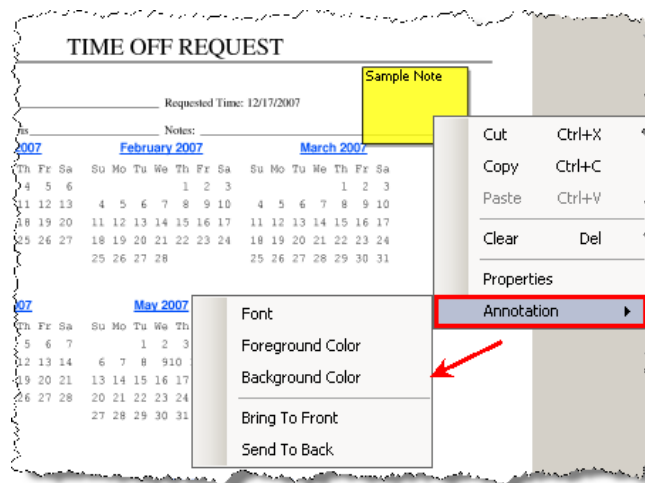 TIME OFF REQUEST
Sample Note
Requested Time: 12/17/2007
Notes:
2007 February 2007 March 2007
Th Fr Sa Su Mo Tu We Th Fr Sa Su Mo Tu We Th Fr Sa
4 5 6 1 2 3 1 2 3
11 12 13 4 5 6 7 8 9 10 4 5 6 7 8 9 10
18 19 20 11 12 13 14 15 16 17 11 12 13 14 15 16 17
25 26 27 18 19 20 21 22 23 24 18 19 20 21 22 23 24
25 26 27 28 25 26 27 28 29 30 31
Cut Ctrl+X
Copy Ctrl+C
Paste Ctrl+V
Clear Del
Properties
Annotation
07 May 2007
Th Fr Sa Su Mo Tu We Th
5 6 7 1 2 3
12 13 14 6 7 8 910
19 20 21 13 14 15 16 17
26 27 28 20 21 22 23 24
27 28 29 30 31
Font
Foreground Color
Background Color
Bring To Front
Send To Back